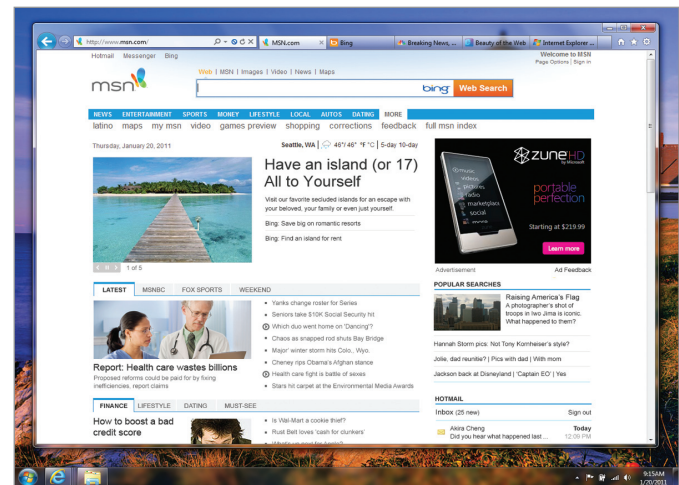 http://www.msn.com/
MSN.com
Bing
Breaking News, ...
Beauty of the Web
Internet Explorer ...
Hotmail Messenger Bing
Welcome to MSN
Page Options | Sign in
msn
Web | MSN | Images | Video | News | Maps
bing Web Search
NEWS ENTERTAINMENT SPORTS MONEY LIFESTYLE LOCAL AUTOS DATING MORE
latino maps my msn video games preview shopping corrections feedback full msn index
Thursday, January 20, 2011
Seattle, WA | 46°/ 46° °F °C | 5-day 10-day
Have an island (or 17)
All to Yourself
Visit our favorite secluded islands for an escape with
your beloved, your family or even just yourself.
Bing: Save big on romantic resorts
Bing: Find an island for rent
1 of 5
zune HD
by Microsoft
music
videos
pictures
radio
marketplace
social
more
portable
perfection
Starting at $219.99
Learn more
Advertisement
Ad Feedback
LATEST MSNBC FOX SPORTS WEEKEND
Report: Health care wastes billions
Proposed reforms could be paid for by fixing
inefficiencies, report claims
Yanks change roster for Series
Seniors take $10K Social Security hit
Which duo went home on 'Dancing'?
Chaos as snapped rod shuts Bay Bridge
Major' winter storm hits Colo., Wyo.
Cheney rips Obama's Afghan stance
Health care fight is battle of sexes
Stars hit carpet at the Environmental Media Awards
POPULAR SEARCHES
Raising America's Flag
A photographer's shot of
troops in Iwo Jima is iconic.
What happened to them?
Hannah Storm pics: Not Tony Kornheiser's style?
Jolie, dad reunite? | Pics with dad | With mom
Jackson back at Disneyland | 'Captain EO' | Yes
FINANCE LIFESTYLE DATING MUST-SEE
How to boost a bad
credit score
Is Wal-Mart a cookie thief?
Rust Belt loves 'cash for clunkers'
HOTMAIL
Inbox (25 new)
Sign out
Akira Cheng
Today
Did you hear what happened last ...
12:09 PM
9:15AM
1/20/2011